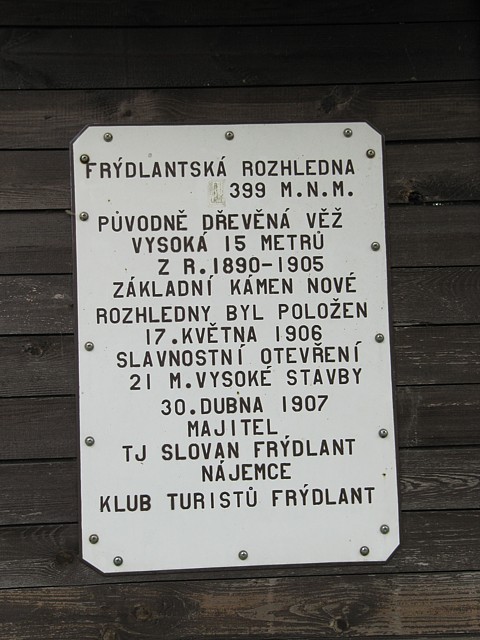 FRÝDLANTSKÁ ROZHLEDNA
399 M.N.M.
PŮVODNĚ DŘEVĚNÁ VĚŽ
VYSOKÁ 15 METRŮ
Z R.1890-1905
ZÁKLADNÍ KÁMEN NOVÉ
ROZHLEDNY BYL POLOŽEN
17.KVĚTNA 1906
SLAVNOSTNÍ OTEVŘENÍ
21 M.VYSOKÉ STAVBY
30.DUBNA 1907
MAJITEL
TJ SLOVAN FRÝDLANT
NÁJEMCE
KLUB TURISTŮ FRÝDLANT